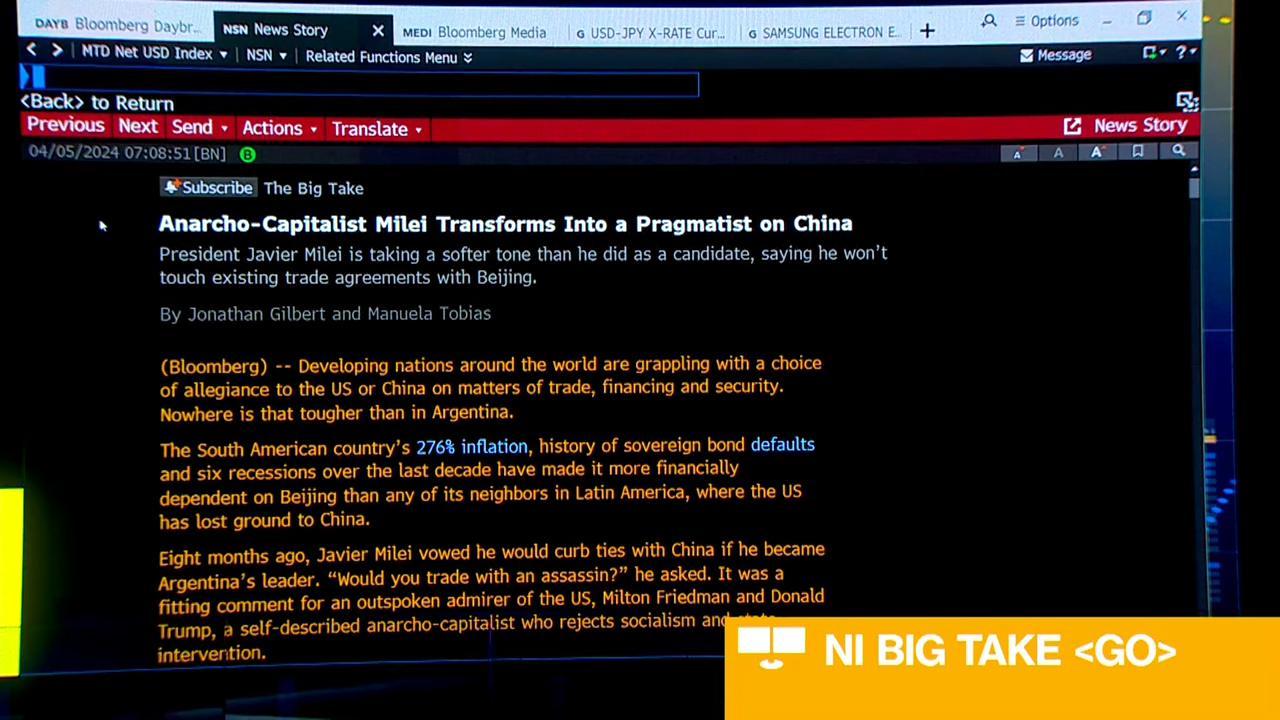 DAYB Bloomberg Daybr...
NSN News Story
MEDI Bloomberg Media
G USD-JPY X-RATE Cur...
G SAMSUNG ELECTRON E...
Options
MTD Net USD Index
NSN
Related Functions Menu
Message
?
<Back> to Return
Previous Next Send Actions Translate
News Story
04/05/2024 07:08:51[BN] B
A A A
Subscribe The Big Take
Anarcho-Capitalist Milei Transforms Into a Pragmatist on China
President Javier Milei is taking a softer tone than he did as a candidate, saying he won't
touch existing trade agreements with Beijing.
By Jonathan Gilbert and Manuela Tobias
(Bloomberg) -- Developing nations around the world are grappling with a choice
of allegiance to the US or China on matters of trade, financing and security.
Nowhere is that tougher than in Argentina.
The South American country's 276% inflation, history of sovereign bond defaults
and six recessions over the last decade have made it more financially
dependent on Beijing than any of its neighbors in Latin America, where the US
has lost ground to China.
Eight months ago, Javier Milei vowed he would curb ties with China if he became
Argentina's leader. “Would you trade with an assassin?” he asked. It was a
fitting comment for an outspoken admirer of the US, Milton Friedman and Donald
Trump, a self-described anarcho-capitalist who rejects socialism and state
intervention.
NI BIG TAKE <GO>